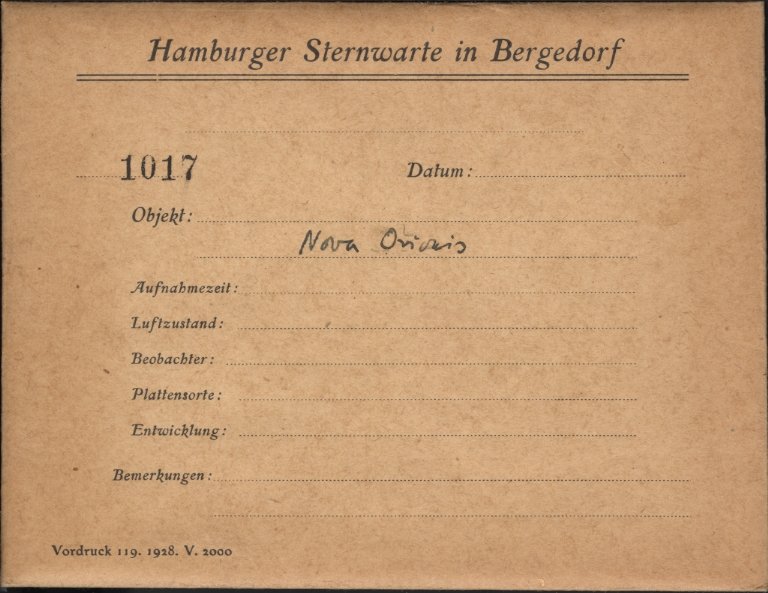 Hamburger Sternwarte in Bergedorf
1017 Datum:
Objekt:
Nova Orionis
Aufnahmezeit:
Luftzustand:
Beobachter:
Plattensorte:
Entwicklung:
Bemerkungen:
Vordruck 119. 1928. V. 2000